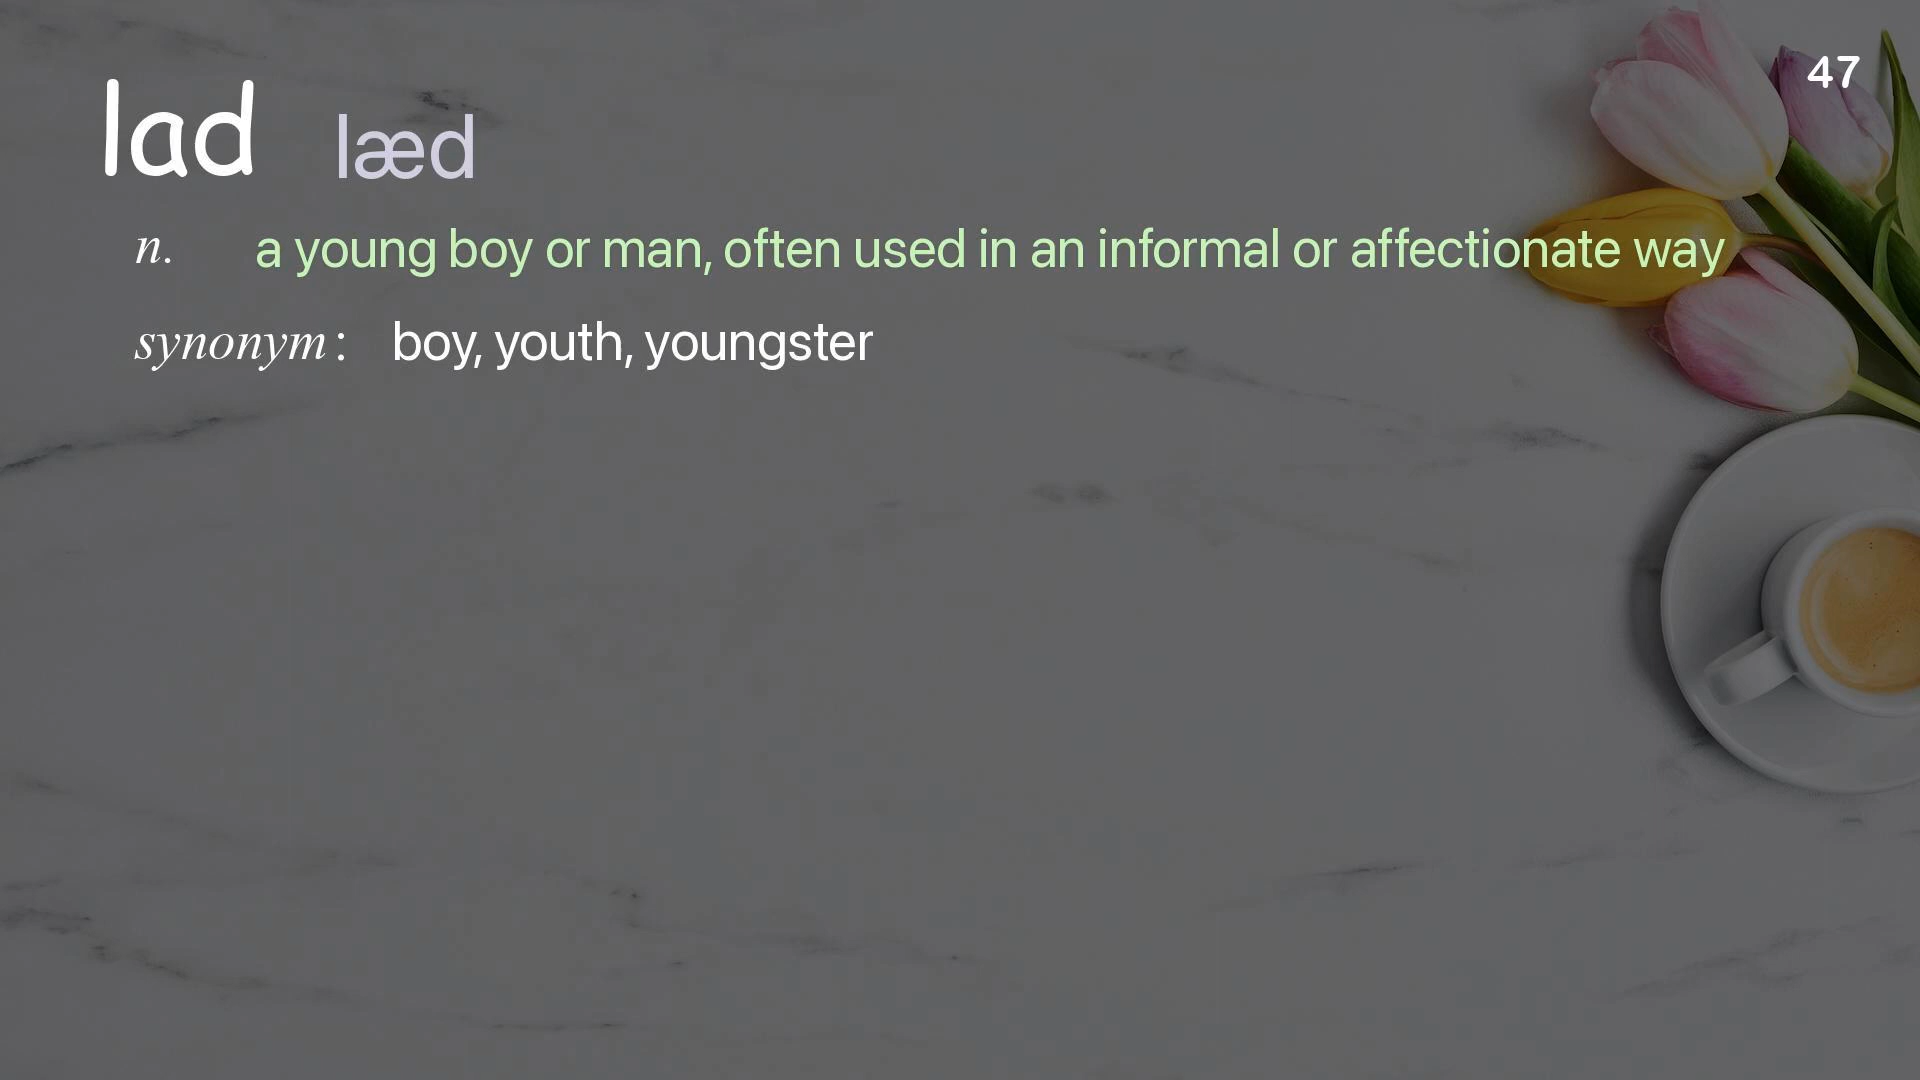 47
lad læd
n. a young boy or man, often used in an informal or affectionate way
synonym: boy, youth, youngster